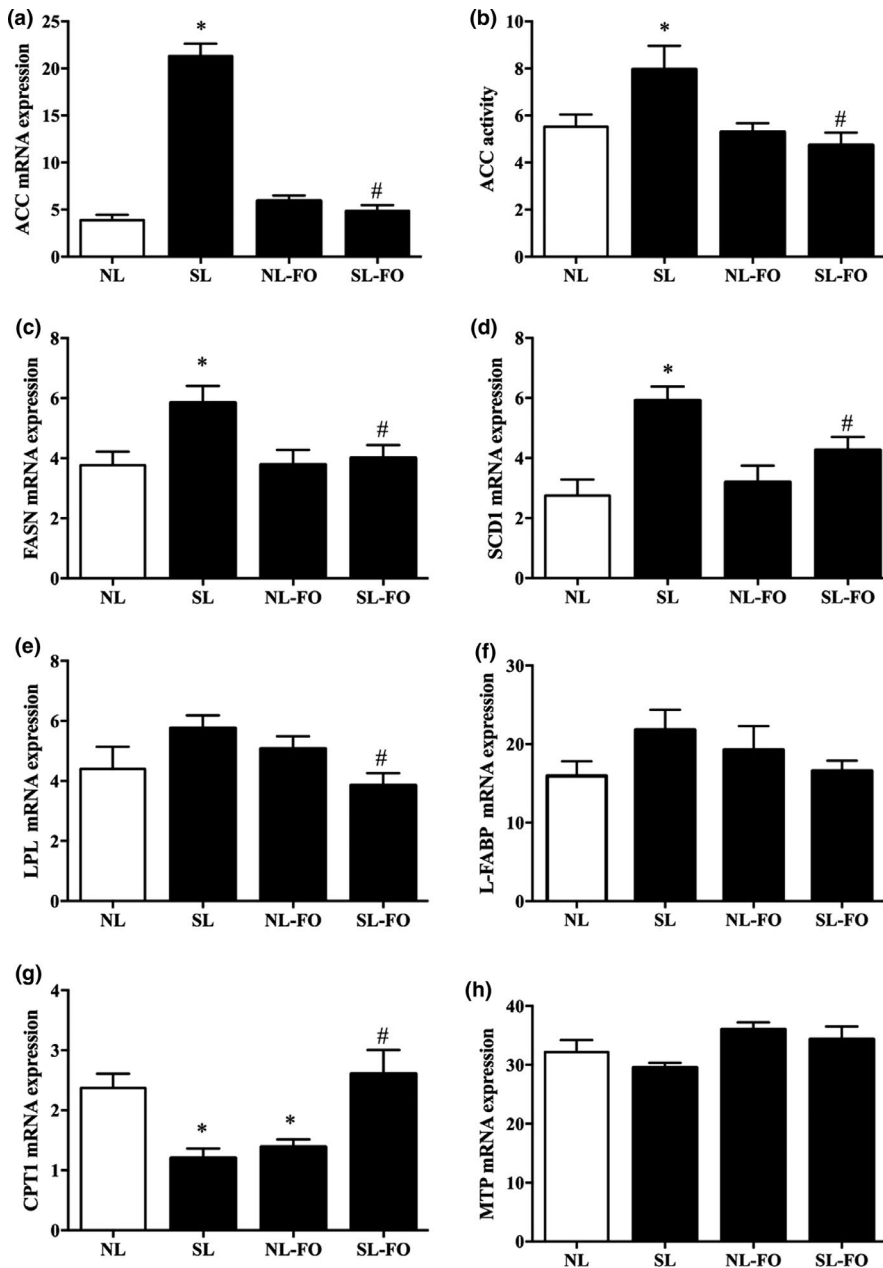 (a)
ACC mRNA expression
25
20
15
10
5
0
*
#
NL SL NL-FO SL-FO
(b)
ACC activity
10
8
6
4
2
0
*
#
NL SL NL-FO SL-FO
(c)
FASN mRNA expression
8
6
4
2
0
*
#
NL SL NL-FO SL-FO
(d)
SCD1 mRNA expression
8
6
4
2
0
*
#
NL SL NL-FO SL-FO
(e)
LPL mRNA expression
8
6
4
2
0
#
NL SL NL-FO SL-FO
(f)
L-FABP mRNA expression
30
20
10
0
NL SL NL-FO SL-FO
(g)
CPT1 mRNA expression
4
3
2
1
0
*
*
#
NL SL NL-FO SL-FO
(h)
MTP mRNA expression
40
30
20
10
0
NL SL NL-FO SL-FO